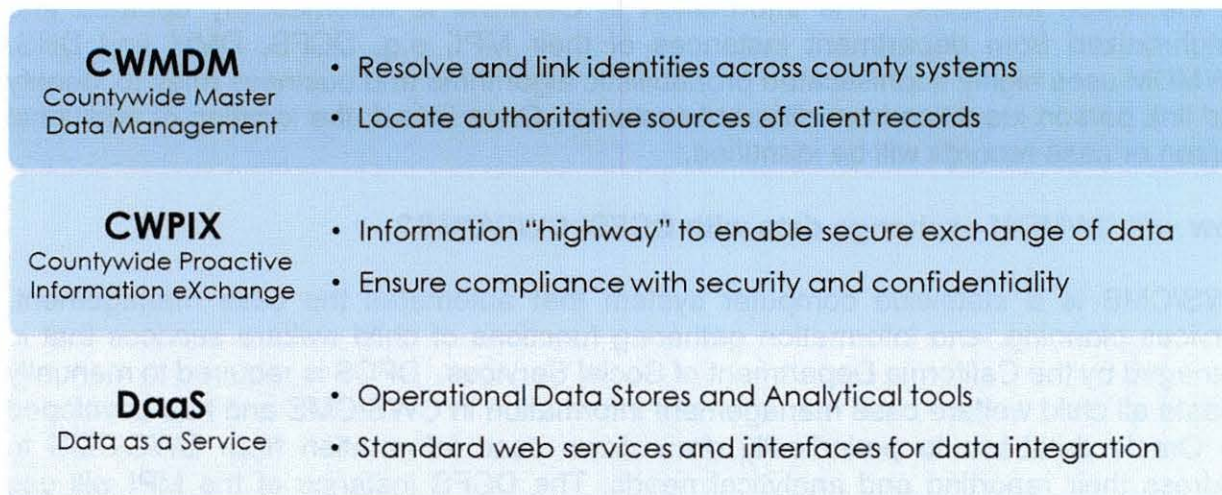 CWMDM
Countywide Master
Data Management
• Resolve and link identities across county systems
• Locate authoritative sources of client records
CWPIX
Countywide Proactive
Information eXchange
• Information “highway” to enable secure exchange of data
• Ensure compliance with security and confidentiality
DaaS
Data as a Service
• Operational Data Stores and Analytical tools
• Standard web services and interfaces for data integration